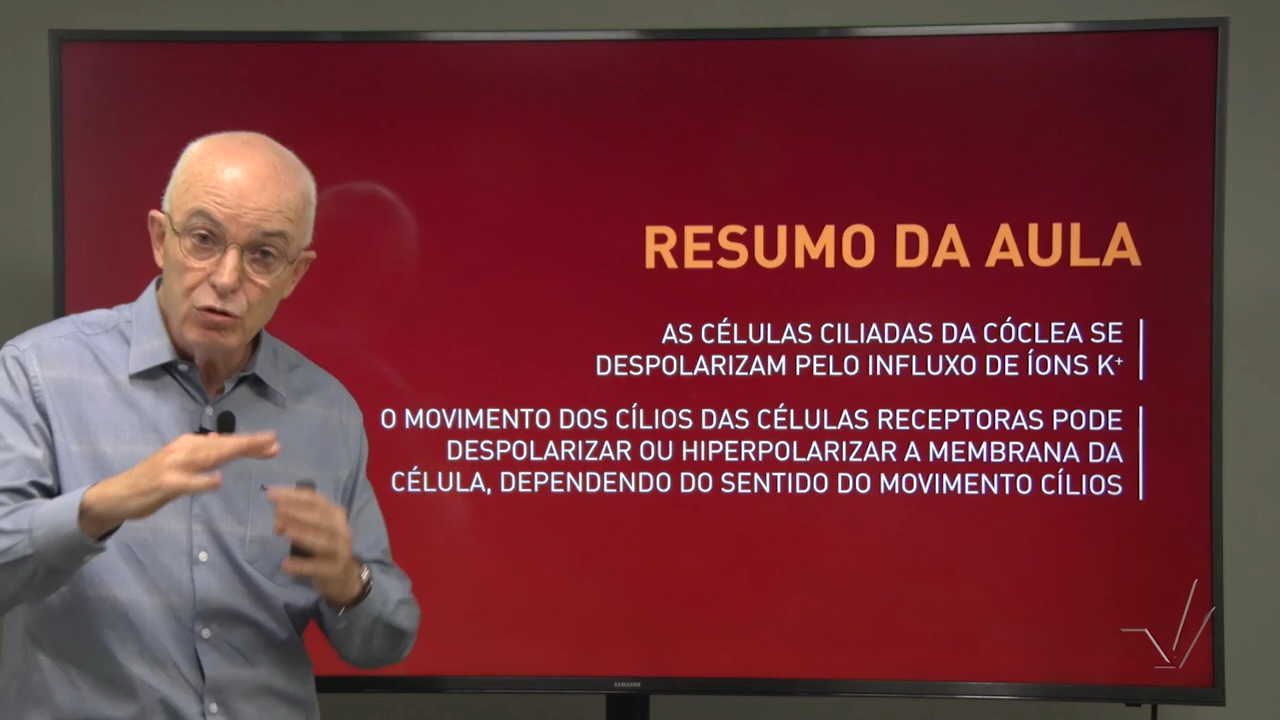 RESUMO DA AULA
AS CÉLULAS CILIADAS DA CÓCLEA SE
DESPOLARIZAM PELO INFLUXO DE ÍONS K⁺
O MOVIMENTO DOS CÍLIOS DAS CÉLULAS RECEPTORAS PODE
DESPOLARIZAR OU HIPERPOLARIZAR A MEMBRANA DA
CÉLULA, DEPENDENDO DO SENTIDO DO MOVIMENTO CÍLIOS
SAMSUNG